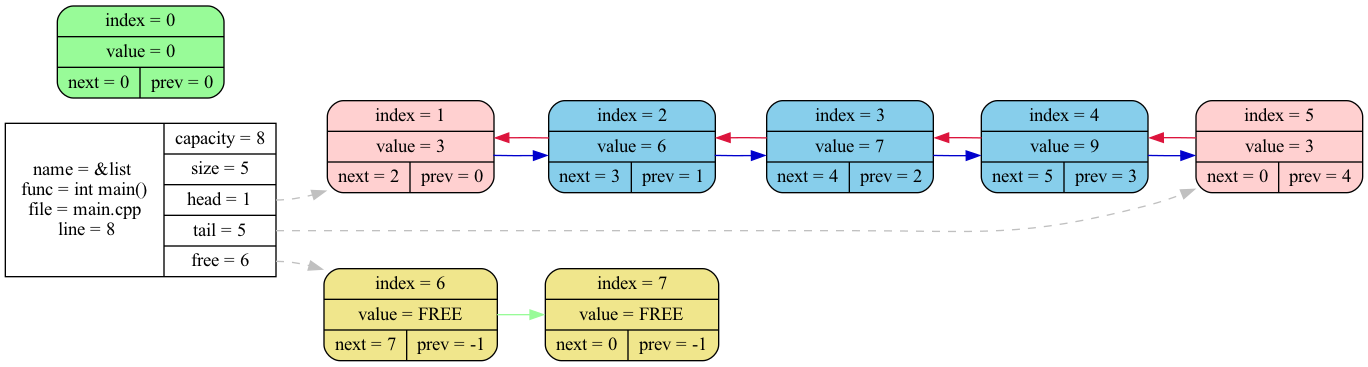 index = 0
value = 0
next = 0 prev = 0
name = &list
func = int main()
file = main.cpp
line = 8
capacity = 8
size = 5
head = 1
tail = 5
free = 6
index = 1
value = 3
next = 2 prev = 0
index = 2
value = 6
next = 3 prev = 1
index = 3
value = 7
next = 4 prev = 2
index = 4
value = 9
next = 5 prev = 3
index = 5
value = 3
next = 0 prev = 4
index = 6
value = FREE
next = 7 prev = -1
index = 7
value = FREE
next = 0 prev = -1